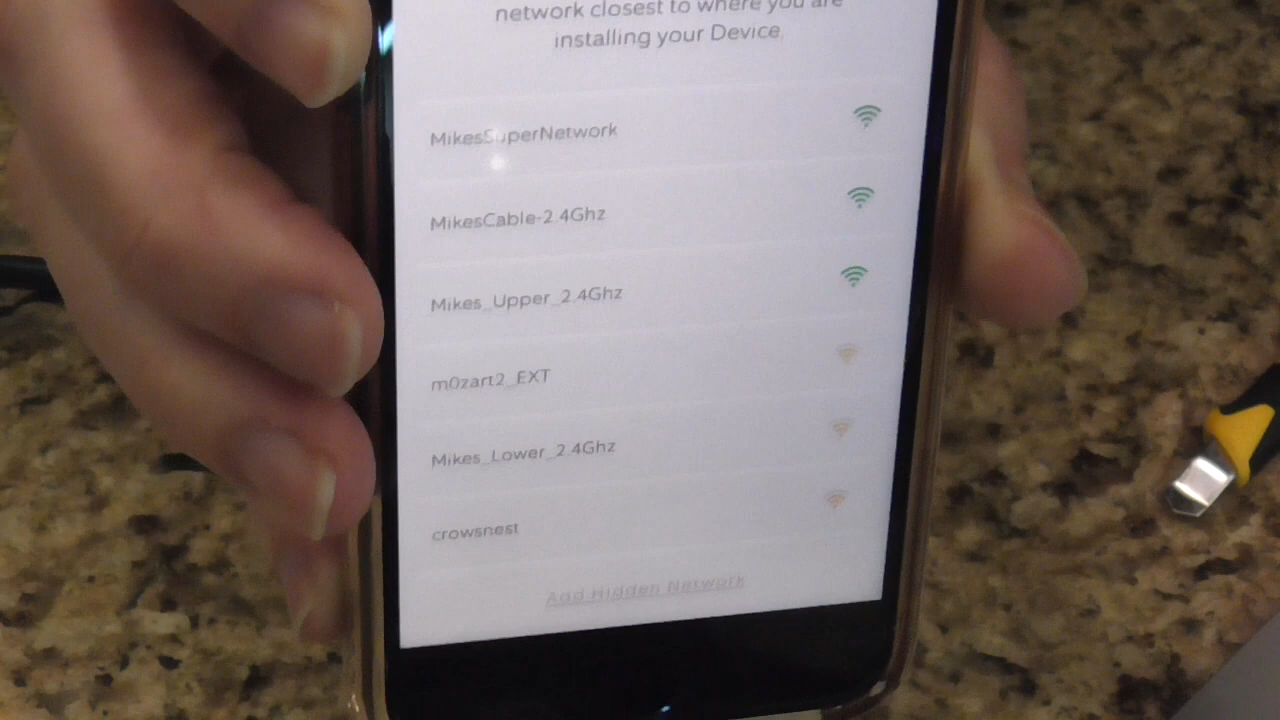 network closest to where you are
installing your Device
MikesSuperNetwork
MikesCable-2.4Ghz
Mikes_Upper_2.4Ghz
m0zart2_EXT
Mikes_Lower_2.4Ghz
crowsnest
Add Hidden Network